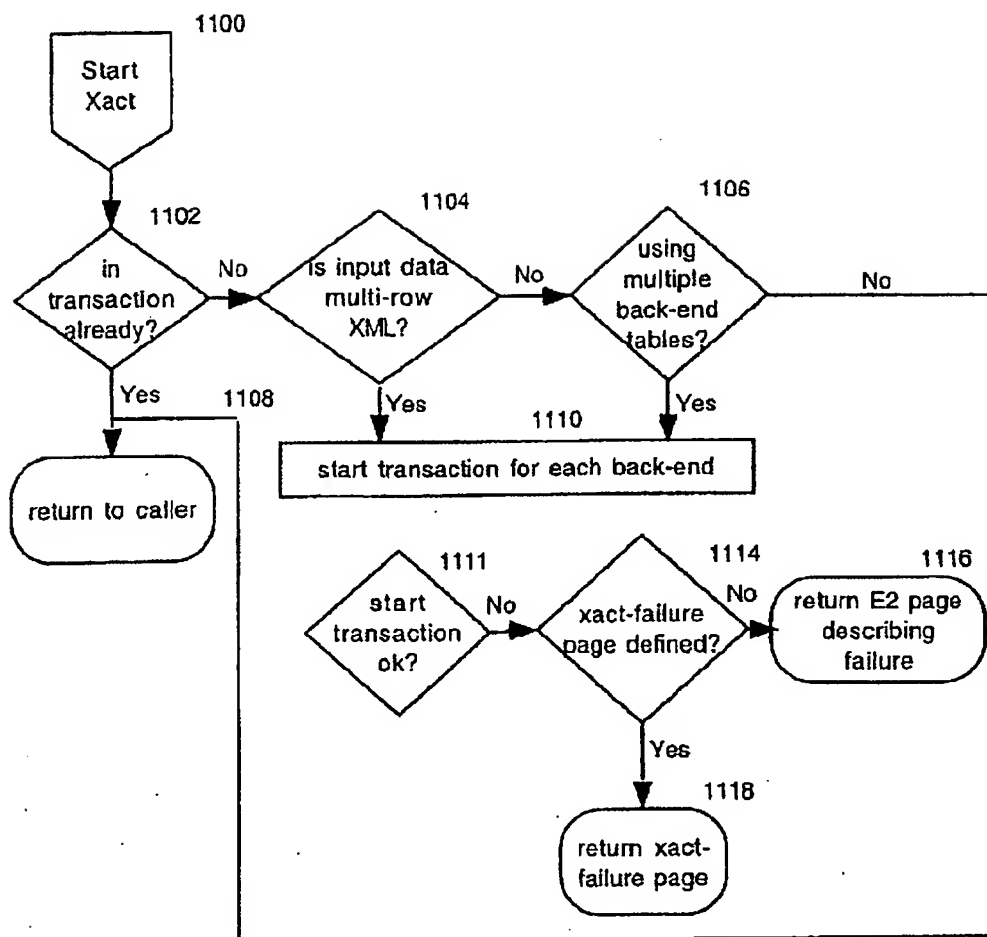 1100
Start
Xact
1102
1104
1106
in
transaction
already?
No
is input data
multi-row
XML?
No
using
multiple
back-end
tables?
No
Yes
1108
Yes
1110
Yes
return to caller
start transaction for each back-end
1111
1114
1116
start
transaction
ok?
No
xact-failure
page defined?
No
return E2 page
describing
failure
Yes
1118
return xact-
failure page